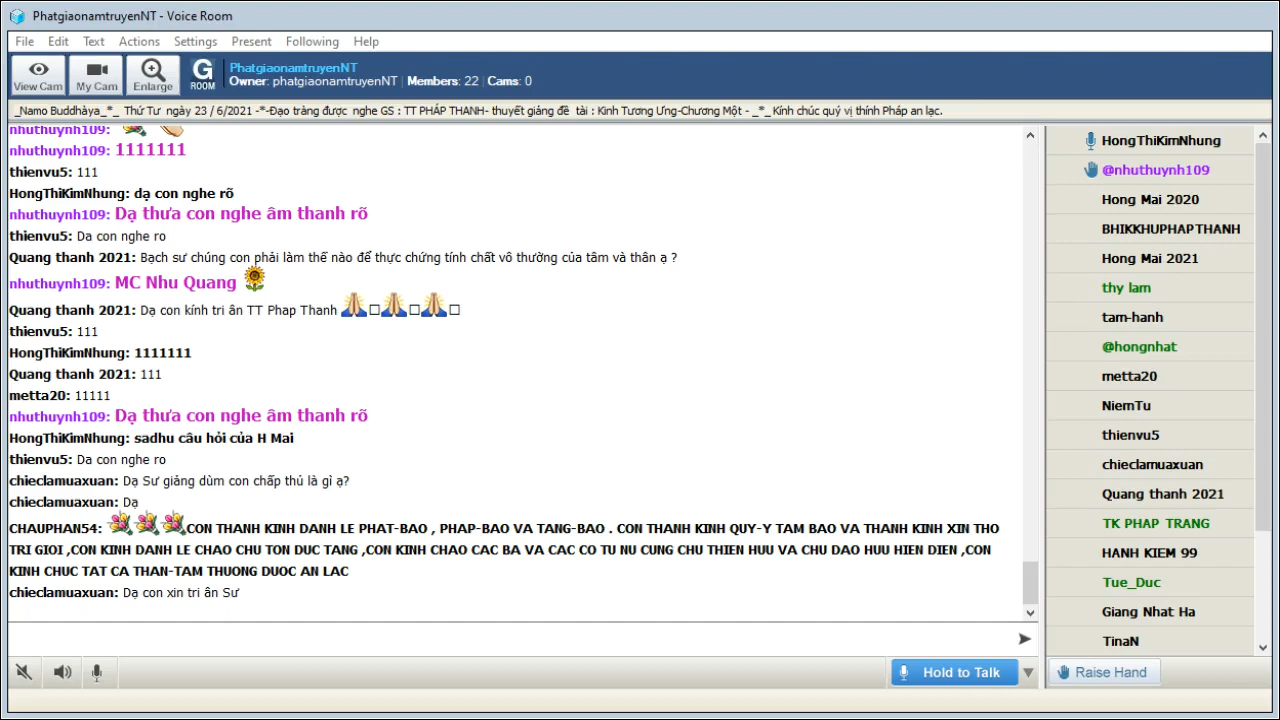 PhatgiaonamtruyenNT - Voice Room
File Edit Text Actions Settings Present Following Help
View Cam My Cam Enlarge G ROOM
PhatgiaonamtruyenNT
Owner: phatgiaonamtruyenNT | Members: 22 | Cams: 0
_Namo Buddhàya_*_ Thứ Tư ngày 23 / 6/2021 -*-Đạo tràng được nghe GS : TT PHÁP THANH- thuyết giảng đề tài : Kinh Tương Ưng-Chương Một - _*_ Kính chúc quý vị thính Pháp an lạc.
nhuthuynh109:
nhuthuynh109: 1111111
thienvu5: 111
HongThiKimNhung: dạ con nghe rõ
nhuthuynh109: Dạ thưa con nghe âm thanh rõ
thienvu5: Da con nghe ro
Quang thanh 2021: Bạch sư chúng con phải làm thế nào để thực chứng tính chất vô thường của tâm và thân ạ ?
nhuthuynh109: MC Nhu Quang
Quang thanh 2021: Dạ con kính tri ân TT Phap Thanh
thienvu5: 111
HongThiKimNhung: 1111111
Quang thanh 2021: 111
metta20: 11111
nhuthuynh109: Dạ thưa con nghe âm thanh rõ
HongThiKimNhung: sadhu câu hỏi của H Mai
thienvu5: Da con nghe ro
chieclamuaxuan: Dạ Sư giảng dùm con chấp thủ là gì ạ?
chieclamuaxuan: Dạ
CHAUPHAN54: CON THANH KINH DANH LE PHAT-BAO , PHAP-BAO VA TANG-BAO . CON THANH KINH QUY-Y TAM BAO VA THANH KINH XIN THO
TRI GIOI ,CON KINH DANH LE CHAO CHU TON DUC TANG ,CON KINH CHAO CAC BA VA CAC CO TU NU CUNG CHU THIEN HUU VA CHU DAO HUU HIEN DIEN ,CON
KINH CHUC TAT CA THAN-TAM THUONG DUOC AN LAC
chieclamuaxuan: Dạ con xin tri ân Sư
Hold to Talk
HongThiKimNhung
@nhuthuynh109
Hong Mai 2020
BHIKKHUPHAPTHANH
Hong Mai 2021
thy lam
tam-hanh
@hongnhat
metta20
NiemTu
thienvu5
chieclamuaxuan
Quang thanh 2021
TK PHAP TRANG
HANH KIEM 99
Tue_Duc
Giang Nhat Ha
TinaN
Raise Hand